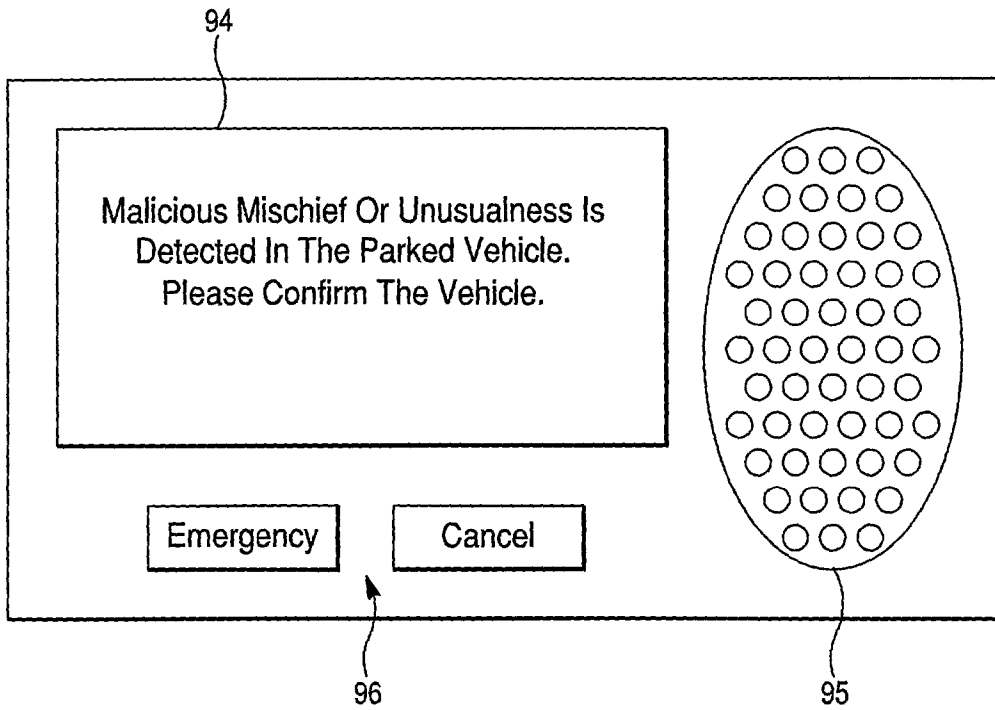 94
Malicious Mischief Or Unusualness Is
Detected In The Parked Vehicle.
Please Confirm The Vehicle.
Emergency
Cancel
96
95